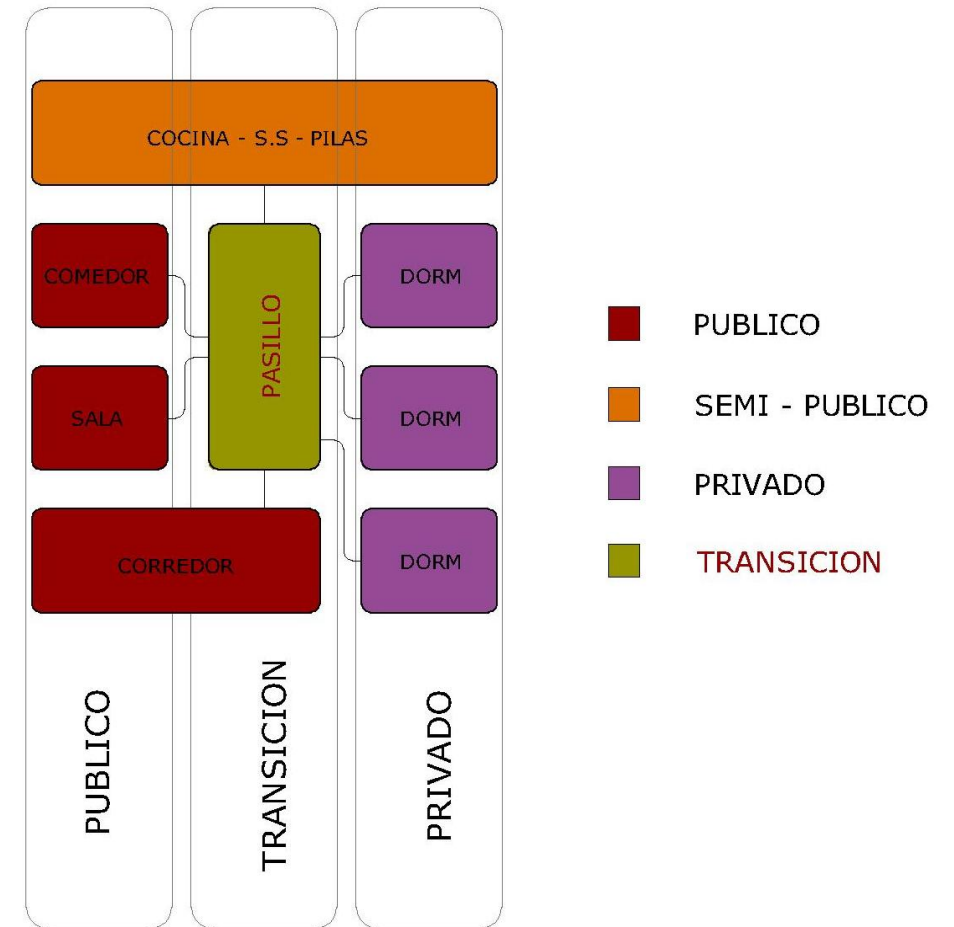 COCINA - S.S - PILAS
COMEDOR
PASILLO
DORM
SALA
DORM
CORREDOR
DORM
PUBLICO
TRANSICION
PRIVADO
PUBLICO
SEMI - PUBLICO
PRIVADO
TRANSICION